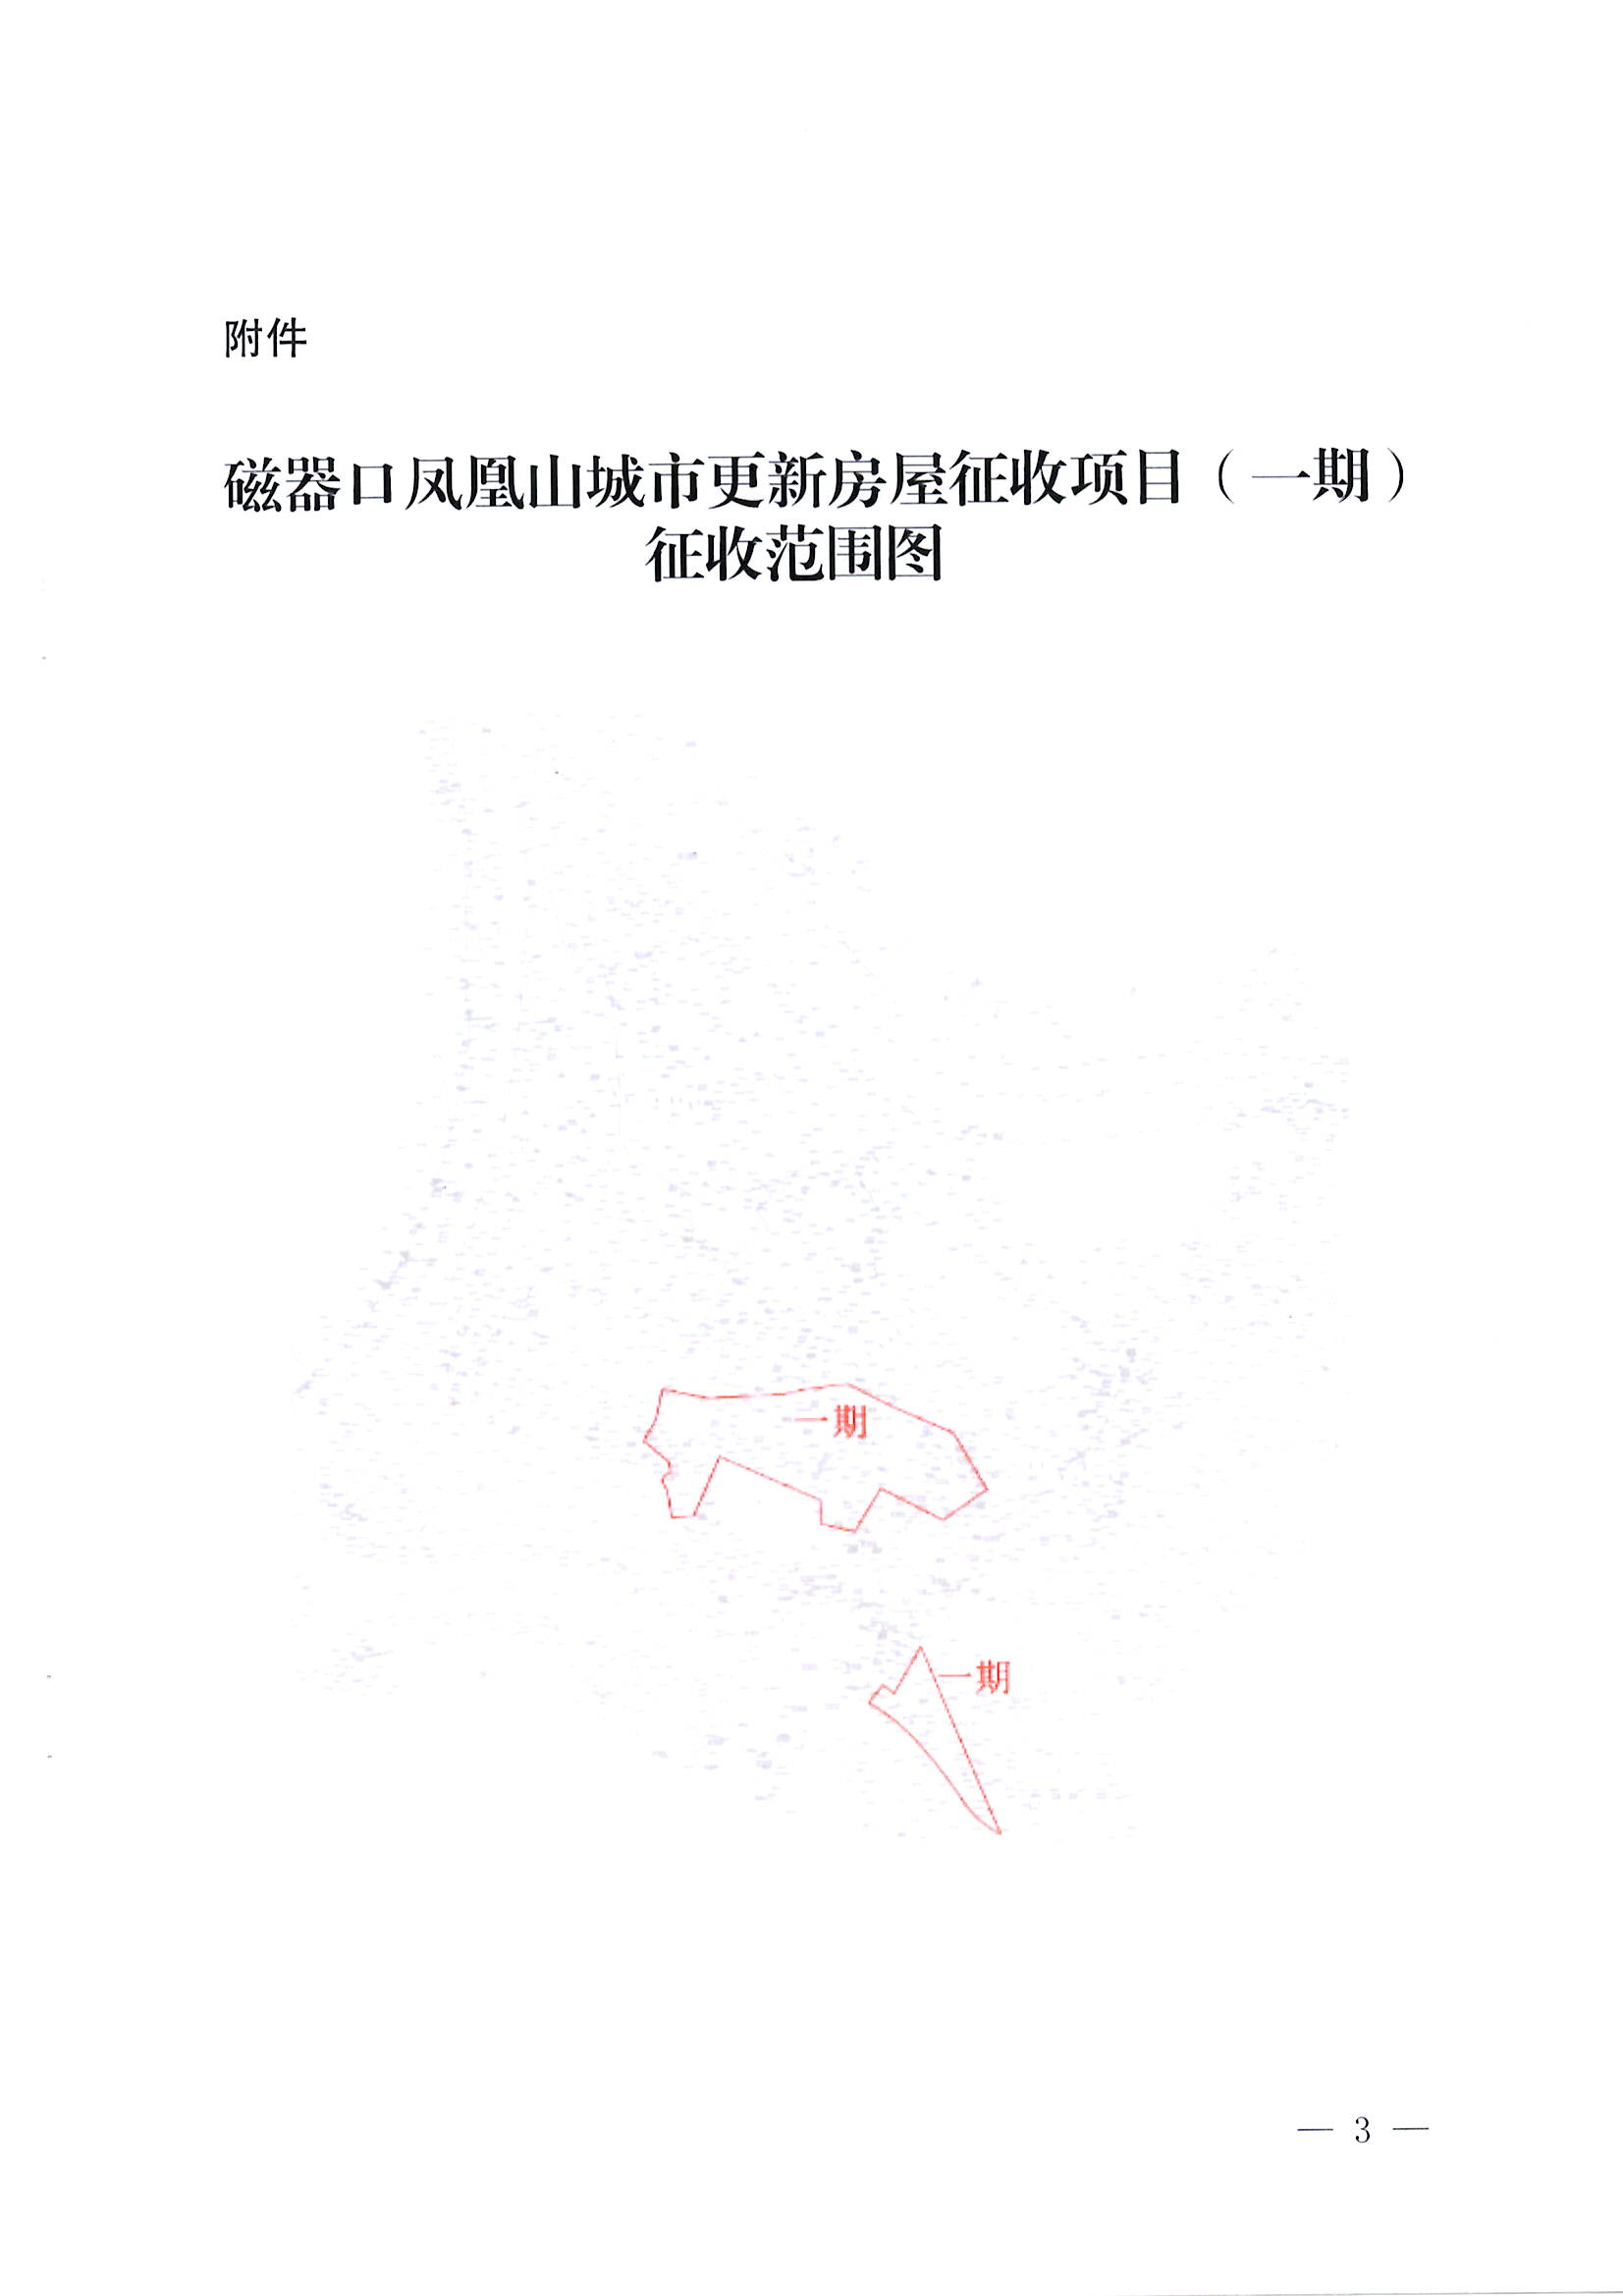 附件
磁器口凤凰山城市更新房屋征收项目（一期）
征收范围图
一期
一期
— 3 —